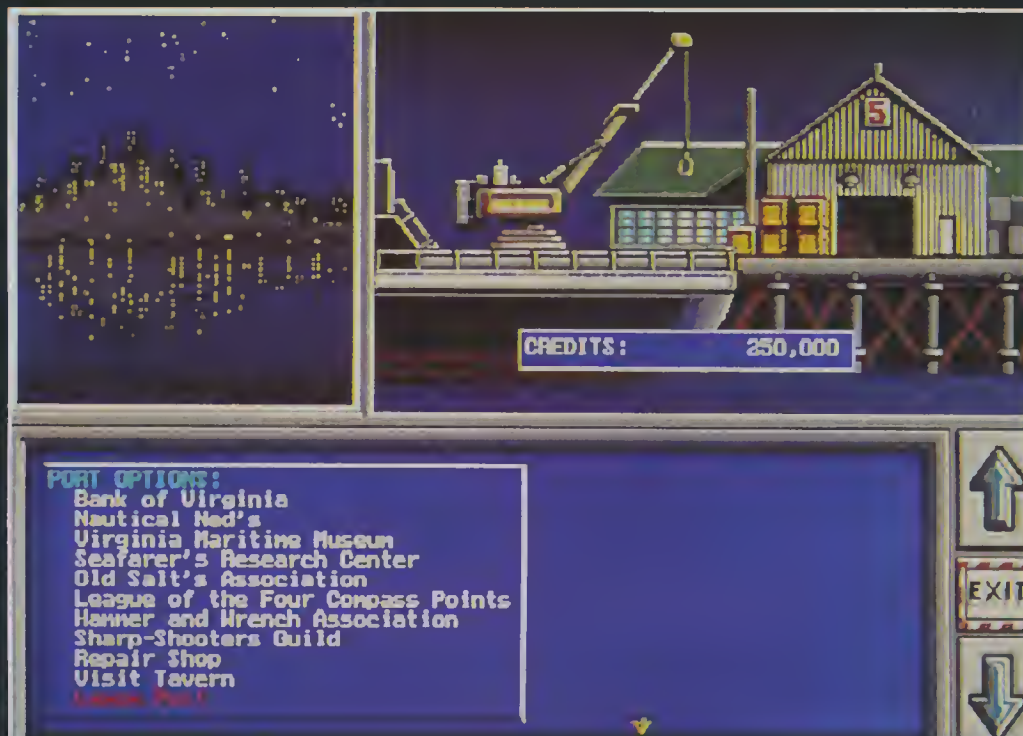 5
CREDITS: 250,000
PORT OPTIONS:
Bank of Virginia
Nautical Ned's
Virginia Maritime Museum
Seafarer's Research Center
Old Salt's Association
League of the Four Compass Points
Hammer and Wrench Association
Sharp-Shooters Guild
Repair Shop
Visit Tavern
EXIT